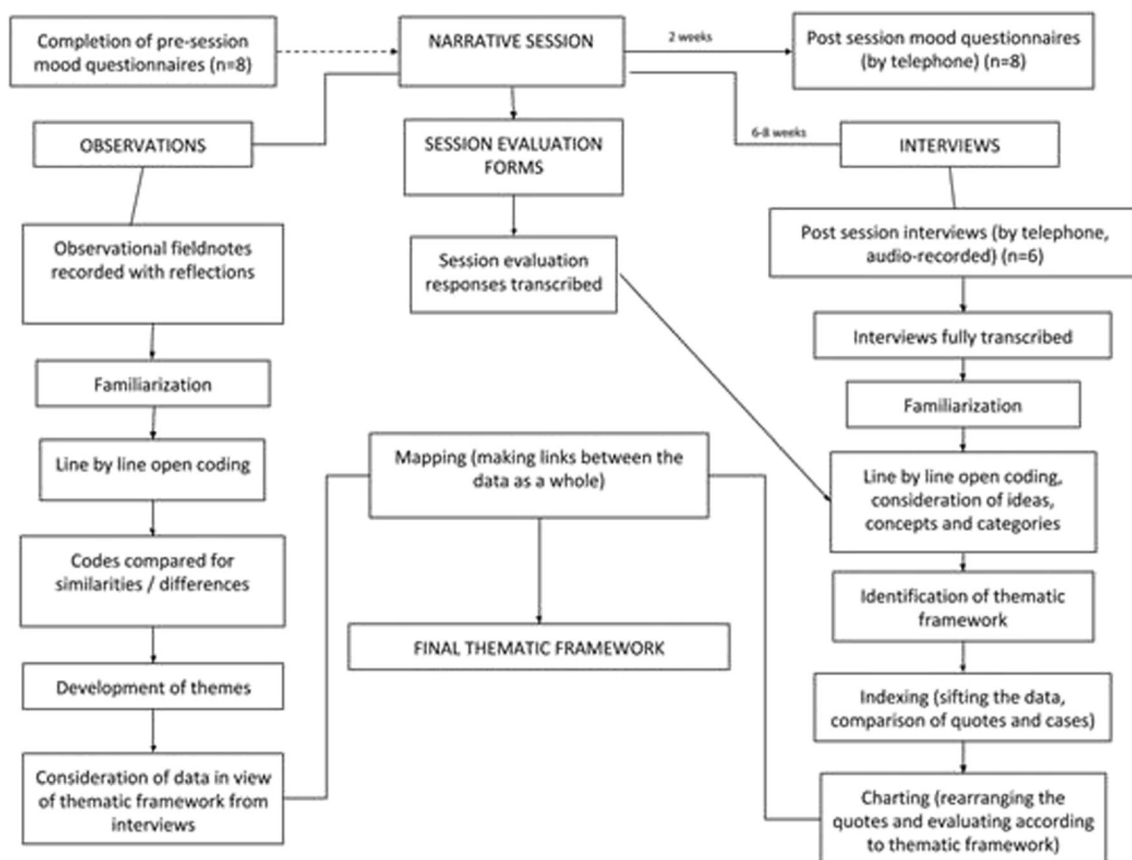 Completion of pre-session
mood questionnaires (n=8)
NARRATIVE SESSION
2 weeks
Post session mood questionnaires
(by telephone) (n=8)
OBSERVATIONS
SESSION EVALUATION
FORMS
6-8 weeks
INTERVIEWS
Observational fieldnotes
recorded with reflections
Session evaluation
responses transcribed
Post session interviews (by telephone,
audio-recorded) (n=6)
Interviews fully transcribed
Familiarization
Familiarization
Line by line open coding
Mapping (making links between the
data as a whole)
Line by line open coding,
consideration of ideas,
concepts and categories
Codes compared for
similarities / differences
Identification of thematic
framework
FINAL THEMATIC FRAMEWORK
Development of themes
Indexing (sifting the data,
comparison of quotes and cases)
Consideration of data in view
of thematic framework from
interviews
Charting (rearranging the
quotes and evaluating according
to thematic framework)